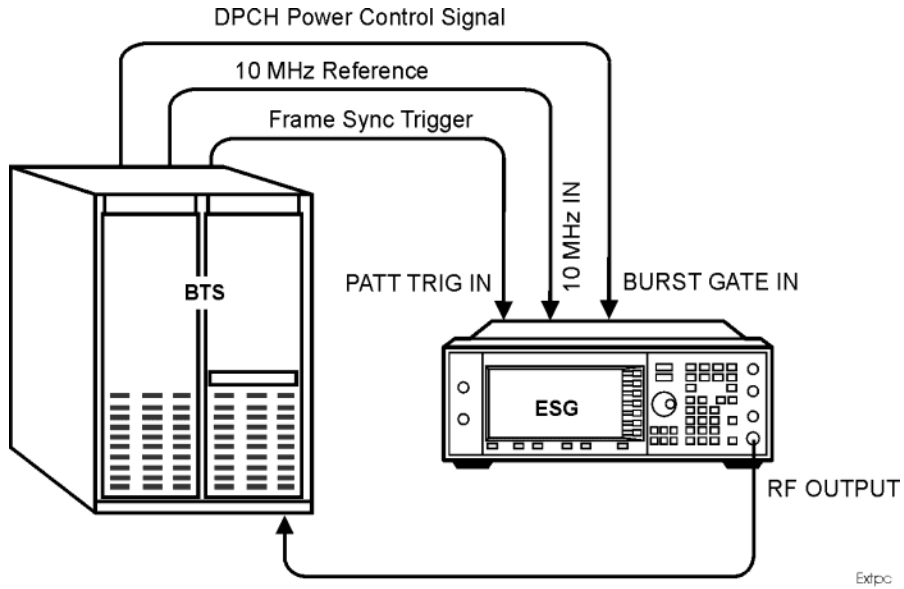 DPCH Power Control Signal
10 MHz Reference
Frame Sync Trigger
10 MHz IN
PATT TRIG IN
BURST GATE IN
BTS
ESG
RF OUTPUT
Extpc